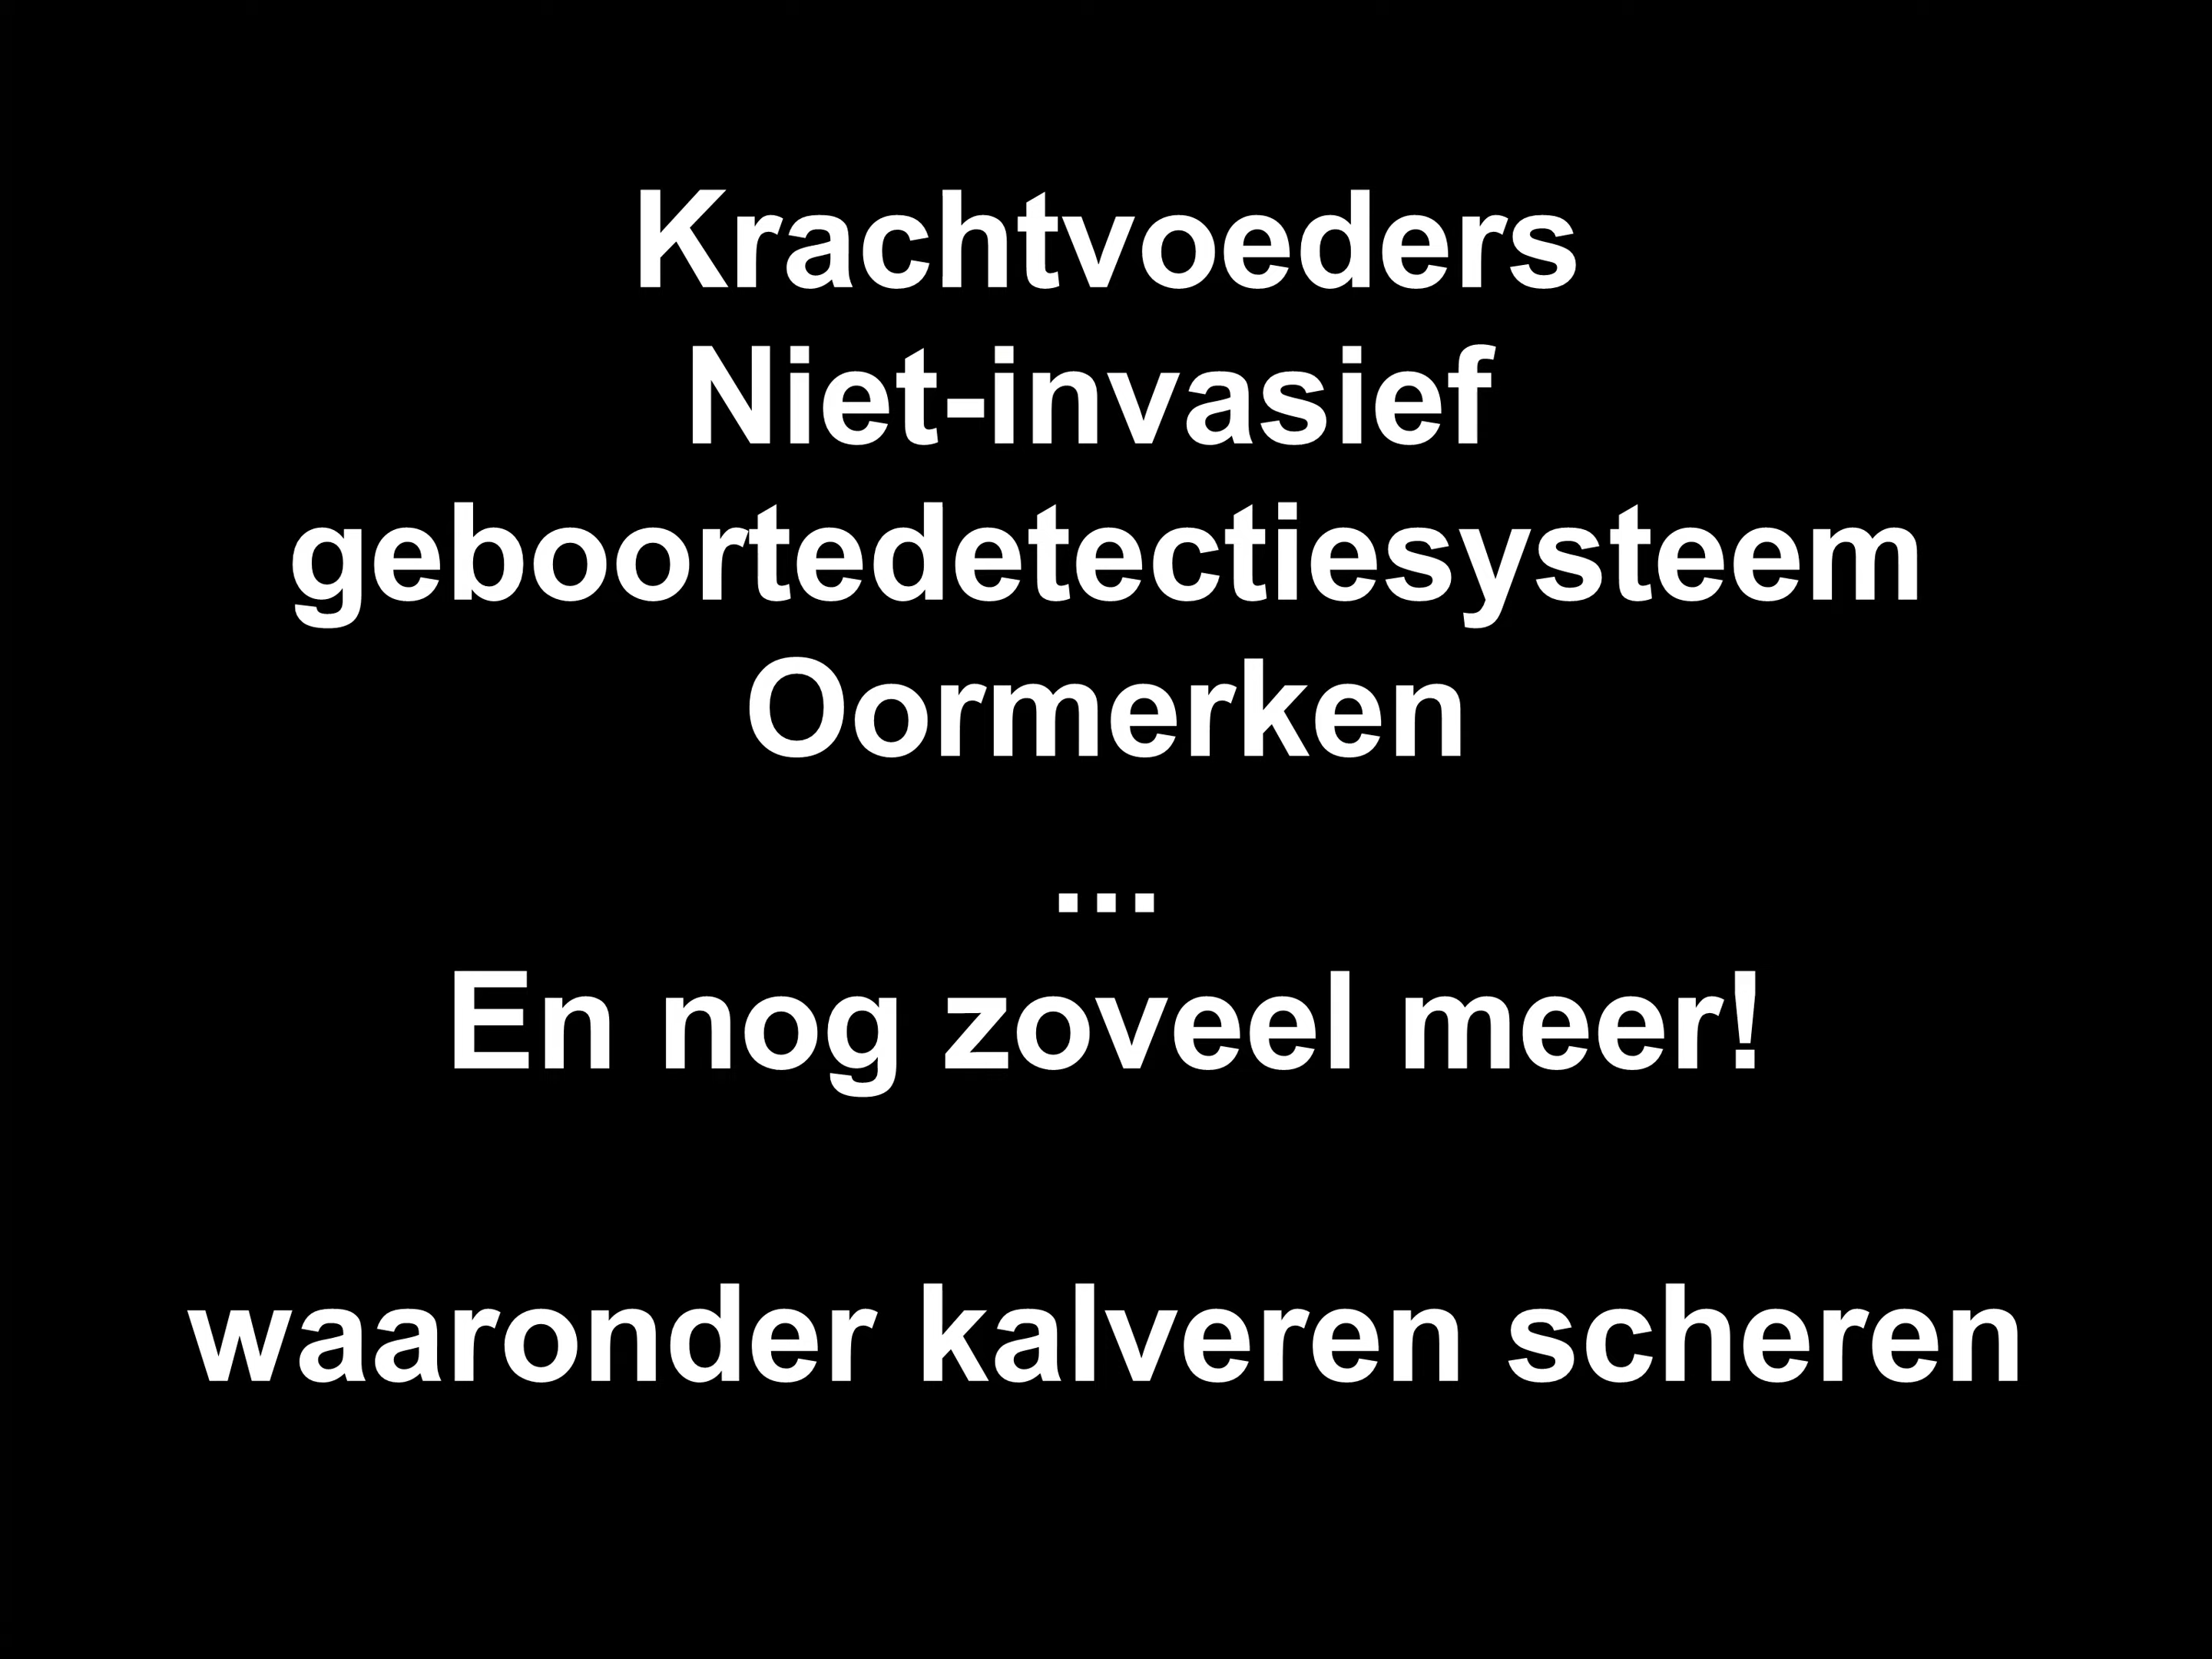 Krachtvoeders
Niet-invasief
geboortedetectiesysteem
Oormerken
...
En nog zoveel meer!
waaronder kalveren scheren